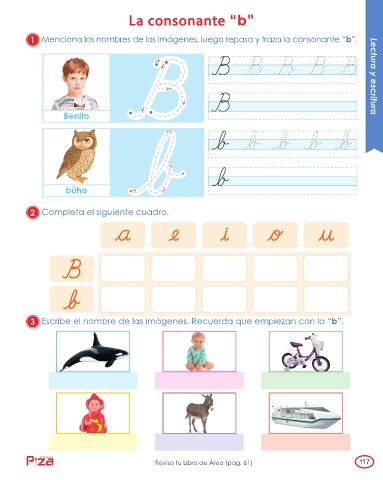 La consonante “b”
1 Menciona los nombres de las imágenes, luego repasa y traza la consonante “b”.
Lectura y escritura
B B B B B B
Benito
B
b b b b b b
búho
b
2 Completa el siguiente cuadro.
a e i o u
B
b
3 Escribe el nombre de las imágenes. Recuerda que empiezan con la “b”.
Piza
Revisa tu Libro de Área (pág. 61)
117